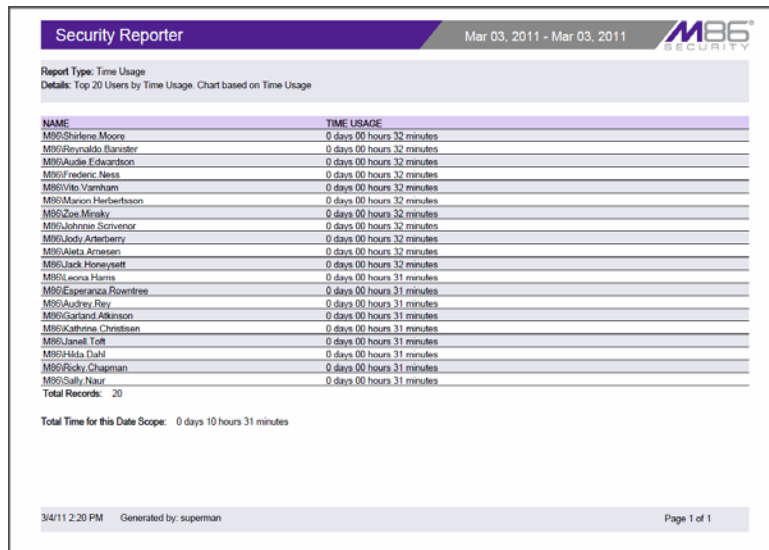 Security Reporter
Mar 03, 2011 - Mar 03, 2011
M86
SECURITY
Report Type: Time Usage
Details: Top 20 Users by Time Usage. Chart based on Time Usage
NAME TIME USAGE
M86\Shirlene.Moore 0 days 00 hours 32 minutes
M86\Reynaldo.Banister 0 days 00 hours 32 minutes
M86\Audie.Edwardson 0 days 00 hours 32 minutes
M86\Frederic.Ness 0 days 00 hours 32 minutes
M86\Vito.Varnham 0 days 00 hours 32 minutes
M86\Marion.Herbertsson 0 days 00 hours 32 minutes
M86\Zoe.Minsky 0 days 00 hours 32 minutes
M86\Johnnie.Scrivenor 0 days 00 hours 32 minutes
M86\Jody.Arterberry 0 days 00 hours 32 minutes
M86\Aleta.Arnesen 0 days 00 hours 32 minutes
M86\Jack.Honeysett 0 days 00 hours 32 minutes
M86\Leona.Harris 0 days 00 hours 31 minutes
M86\Esperanza.Rowntree 0 days 00 hours 31 minutes
M86\Audrey.Rey 0 days 00 hours 31 minutes
M86\Garland.Atkinson 0 days 00 hours 31 minutes
M86\Kathrine.Christisen 0 days 00 hours 31 minutes
M86\Janell.Toft 0 days 00 hours 31 minutes
M86\Hilda.Dahl 0 days 00 hours 31 minutes
M86\Ricky.Chapman 0 days 00 hours 31 minutes
M86\Sally.Naur 0 days 00 hours 31 minutes
Total Records: 20
Total Time for this Date Scope: 0 days 10 hours 31 minutes
3/4/11 2:20 PM Generated by: superman Page 1 of 1